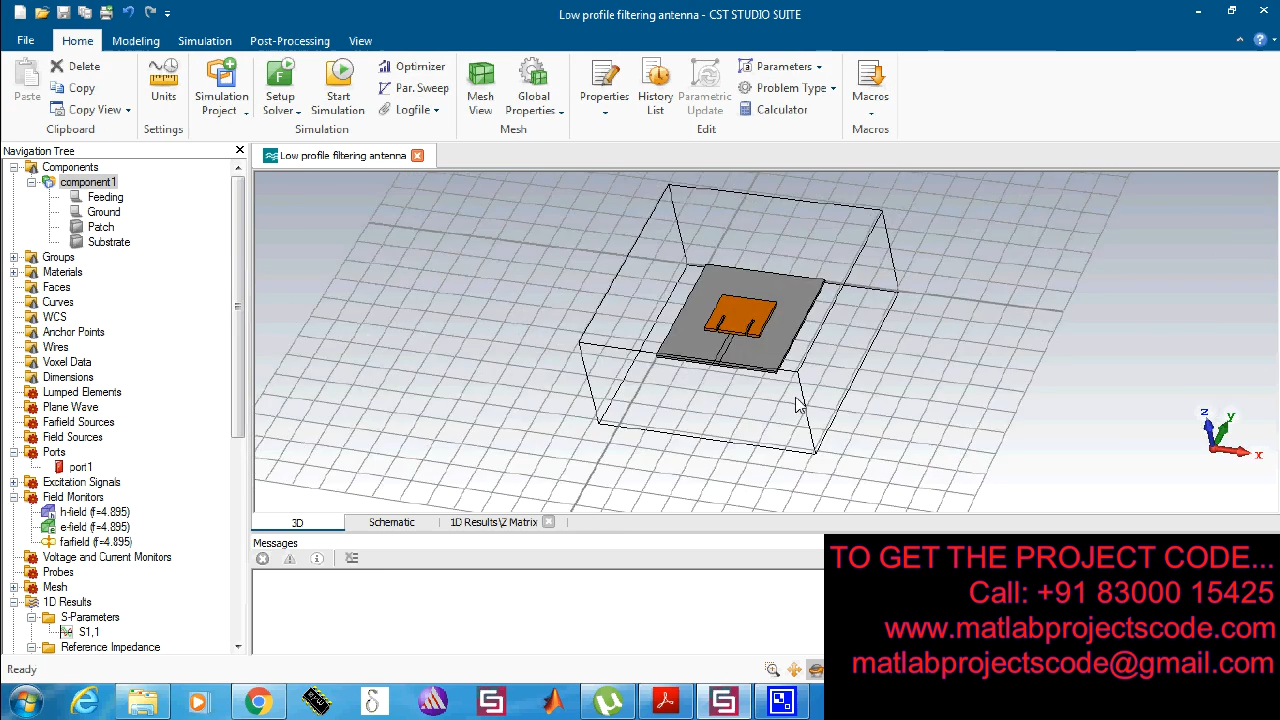 Low profile filtering antenna - CST STUDIO SUITE
File
Home
Modeling
Simulation
Post-Processing
View
Paste
Delete
Copy
Copy View
Clipboard
Units
Settings
Simulation
Project
Setup
Solver
Start
Simulation
Optimizer
Par. Sweep
Logfile
Simulation
Mesh
View
Global
Properties
Mesh
Properties
History
List
Parametric
Update
Parameters
Problem Type
Calculator
Edit
Macros
Macros
Navigation Tree
Components
component1
Feeding
Ground
Patch
Substrate
Groups
Materials
Faces
Curves
WCS
Anchor Points
Wires
Voxel Data
Dimensions
Lumped Elements
Plane Wave
Farfield Sources
Field Sources
Ports
port1
Excitation Signals
Field Monitors
h-field (f=4.895)
e-field (f=4.895)
farfield (f=4.895)
Voltage and Current Monitors
Probes
Mesh
1D Results
S-Parameters
S1,1
Reference Impedance
Low profile filtering antenna
z
y
x
3D
Schematic
1D Results\Z Matrix
Messages
Ready
TO GET THE PROJECT CODE...
Call: +91 83000 15425
www.matlabprojectscode.com
matlabprojectscode@gmail.com